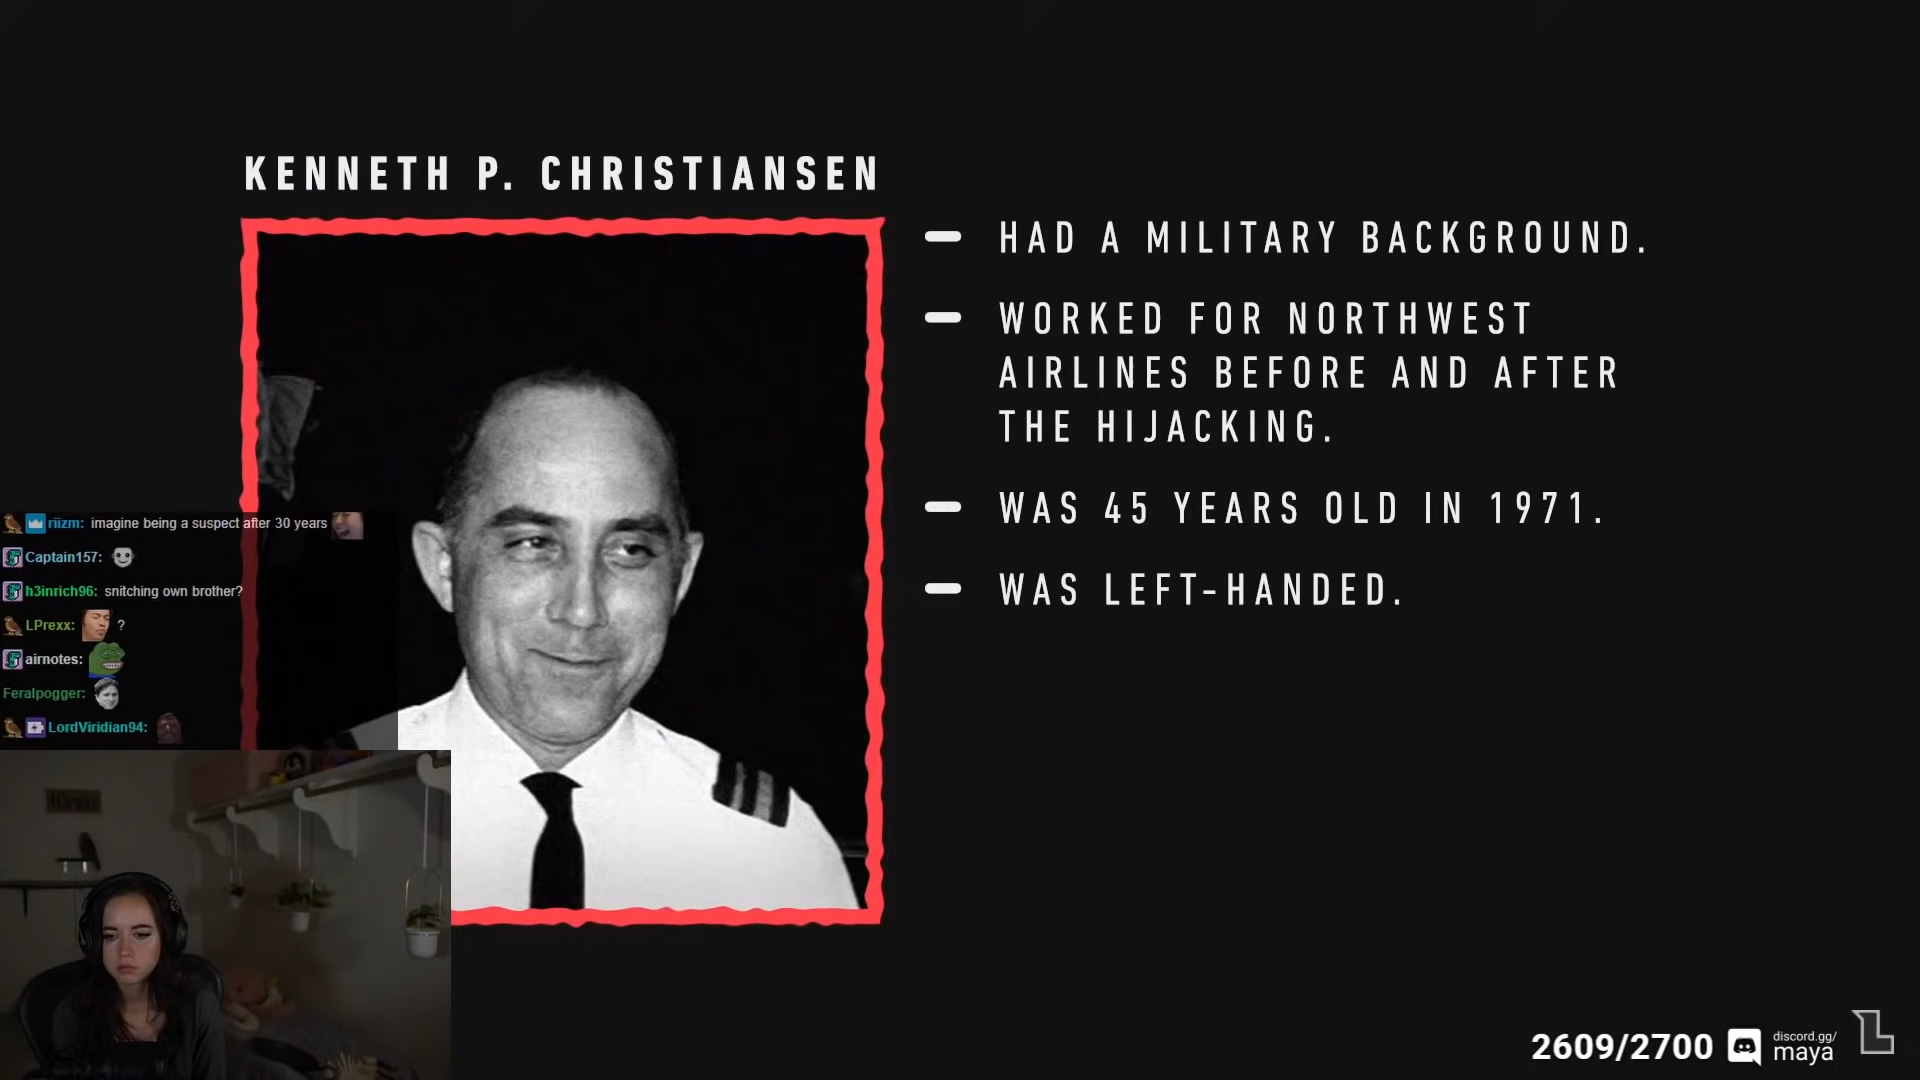 KENNETH P. CHRISTIANSEN
HAD A MILITARY BACKGROUND.
WORKED FOR NORTHWEST
AIRLINES BEFORE AND AFTER
THE HIJACKING.
WAS 45 YEARS OLD IN 1971.
WAS LEFT-HANDED.
riizm: imagine being a suspect after 30 years
Captain157:
h3inrich96: snitching own brother?
LPrexx: ?
airnotes:
Feralpogger:
LordViridian94:
2609/2700
discord.gg/
maya